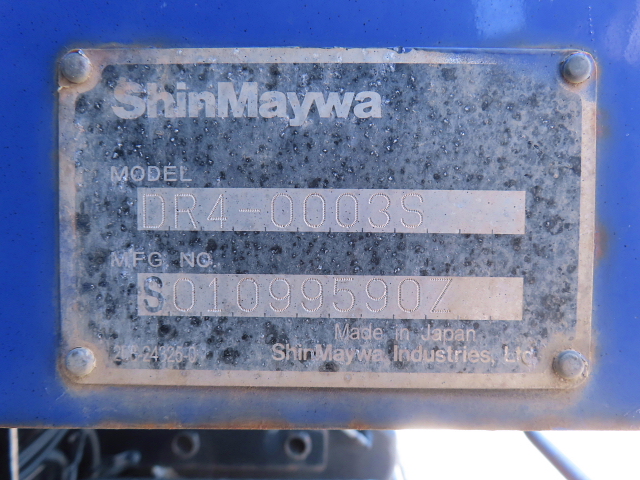 ShinMaywa
MODEL
DR4-0003S
MFG NO.
S01099590Z
Made in Japan
ShinMaywa Industries, Ltd.